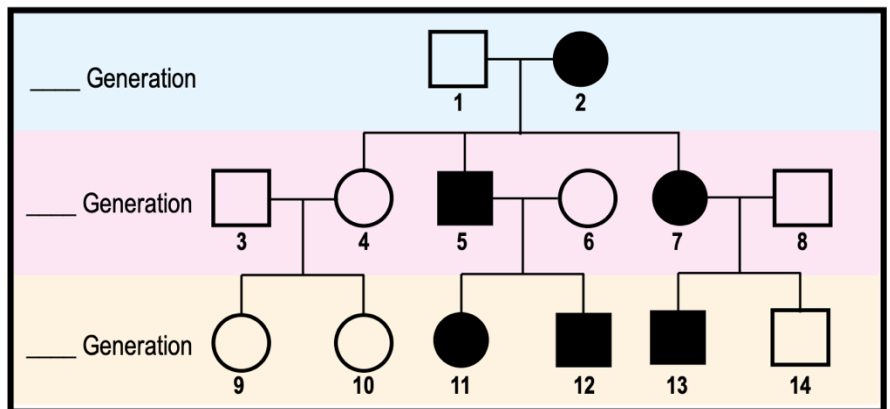 ____ Generation
1 2
____ Generation
3 4 5 6 7 8
____ Generation
9 10 11 12 13 14